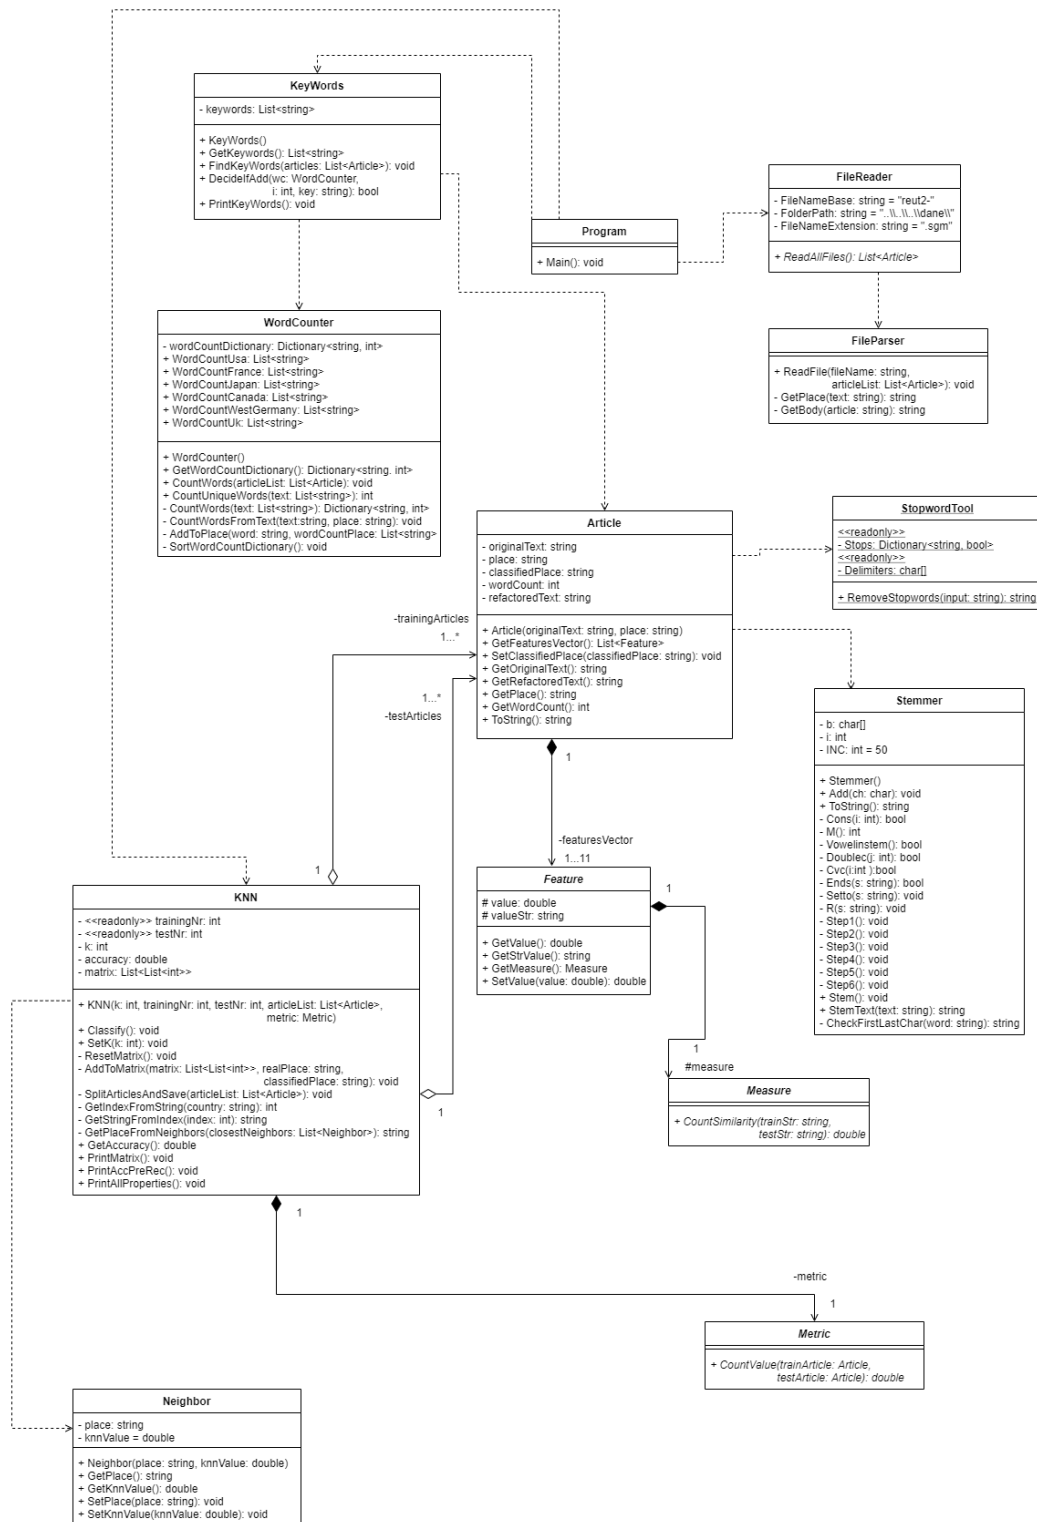 KeyWords
- keywords: List<string>
+ KeyWords()
+ GetKeywords(): List<string>
+ FindKeyWords(articles: List<Article>): void
+ DecideIfAdd(wc: WordCounter,
i: int, key: string): bool
+ PrintKeyWords(): void
Program
+ Main(): void
FileReader
- FileNameBase: string = "reut2-"
- FolderPath: string = "..\\..\\..\\dane\\"
- FileNameExtension: string = ".sgm"
+ ReadAllFiles(): List<Article>
WordCounter
- wordCountDictionary: Dictionary<string, int>
+ WordCountUsa: List<string>
+ WordCountFrance: List<string>
+ WordCountJapan: List<string>
+ WordCountCanada: List<string>
+ WordCountWestGermany: List<string>
+ WordCountUk: List<string>
+ WordCounter()
+ GetWordCountDictionary(): Dictionary<string. int>
+ CountWords(articleList: List<Article): void
+ CountUniqueWords(text: List<string>): int
- CountWords(text: List<string>): Dictionary<string, int)
- CountWordsFromText(text:string, place: string): void
- AddToPlace(word: string, wordCountPlace: List<string>
- SortWordCountDictionary(): void
FileParser
+ ReadFile(fileName: string,
articleList: List<Article>): void
- GetPlace(text: string): string
- GetBody(article: string): string
Article
- originalText: string
- place: string
- classifiedPlace: string
- wordCount: int
- refactoredText: string
+ Article(originalText: string, place: string)
+ GetFeaturesVector(): List<Feature>
+ SetClassifiedPlace(classifiedPlace: string): void
+ GetOriginalText(): string
+ GetRefactoredText(): string
+ GetPlace(): string
+ GetWordCount(): int
+ ToString(): string
StopwordTool
<<readonly>>
- Stops: Dictionary<string, bool>
<<readonly>>
- Delimiters: char[]
+ RemoveStopwords(input: string): string
-trainingArticles
1...*
1...*
-testArticles
1
-featuresVector
1...11
Stemmer
- b: char[]
- i: int
- INC: int = 50
+ Stemmer()
+ Add(ch: char): void
+ ToString(): string
- Cons(i: int): bool
- M(): int
- Vowelinstem(): bool
- Doublec(j: int): bool
- Cvc(i:int ):bool
- Ends(s: string): bool
- Setto(s: string): void
- R(s: string): void
- Step1(): void
- Step2(): void
- Step3(): void
- Step4(): void
- Step5(): void
- Step6(): void
+ Stem(): void
+ StemText(text: string): string
- CheckFirstLastChar(word: string): string
1
Feature
# value: double
# valueStr: string
+ GetValue(): double
+ GetStrValue(): string
+ GetMeasure(): Measure
+ SetValue(value: double): double
1
1
#measure
Measure
+ CountSimilarity(trainStr: string,
testStr: string): double
KNN
- <<readonly>> trainingNr: int
- <<readonly>> testNr: int
- k: int
- accuracy: double
- matrix: List<List<int>>
+ KNN(k: int, trainingNr: int, testNr: int, articleList: List<Article>,
metric: Metric)
+ Classify(): void
+ SetK(k: int): void
- ResetMatrix(): void
- AddToMatrix(matrix: List<List<int>>, realPlace: string,
classifiedPlace: string): void
- SplitArticlesAndSave(articleList: List<Article>): void
- GetIndexFromString(country: string): int
- GetStringFromIndex(index: int): string
- GetPlaceFromNeighbors(closestNeighbors: List<Neighbor>): string
+ GetAccuracy(): double
+ PrintMatrix(): void
+ PrintAccPreRec(): void
+ PrintAllProperties(): void
1
1
-metric
1
Metric
+ CountValue(trainArticle: Article,
testArticle: Article): double
Neighbor
- place: string
- knnValue = double
+ Neighbor(place: string, knnValue: double)
+ GetPlace(): string
+ GetKnnValue(): double
+ SetPlace(place: string): void
+ SetKnnValue(knnValue: double): void